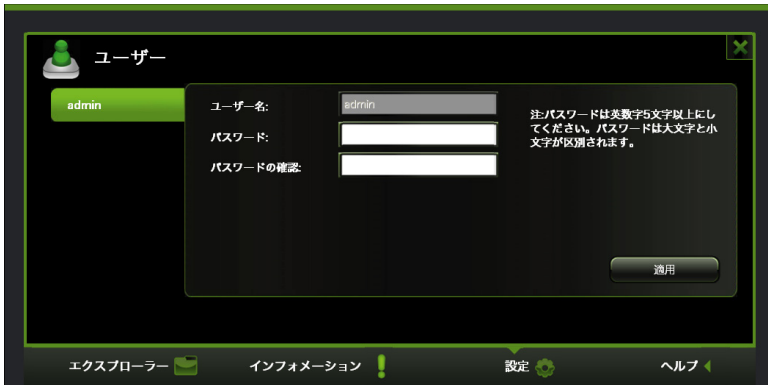 ユーザー
admin
ユーザー名:
admin
パスワード:
パスワードの確認:
注:パスワードは英数字5文字以上にし
てください。パスワードは大文字と小
文字が区別されます。
適用
エクスプローラー
インフォメーション
設定
ヘルプ